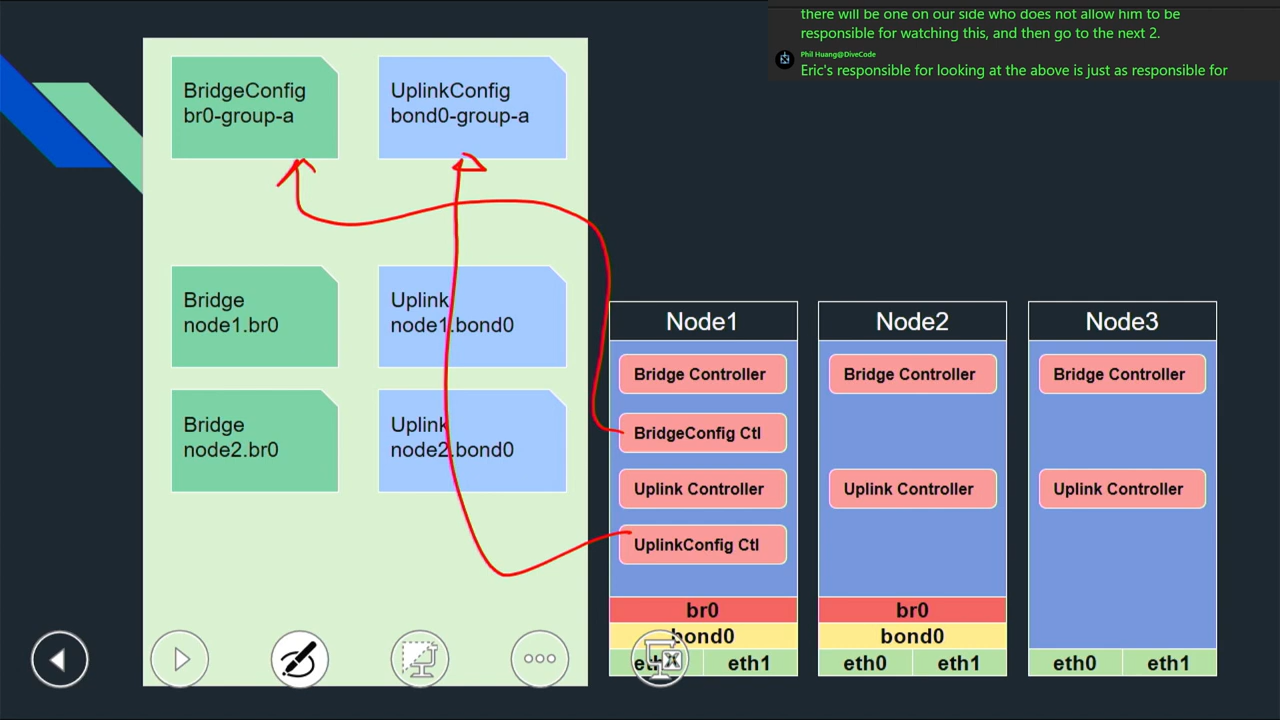 there will be one on our side who does not allow him to be
responsible for watching this, and then go to the next 2.
Phil Huang@DiveCode
Eric's responsible for looking at the above is just as responsible for
BridgeConfig
br0-group-a
UplinkConfig
bond0-group-a
Bridge
node1.br0
Uplink
node1.bond0
Bridge
node2.br0
Uplink
node2.bond0
Node1
Bridge Controller
BridgeConfig Ctl
Uplink Controller
UplinkConfig Ctl
br0
bond0
eth1
Node2
Bridge Controller
Uplink Controller
br0
bond0
eth0
eth1
Node3
Bridge Controller
Uplink Controller
eth0
eth1